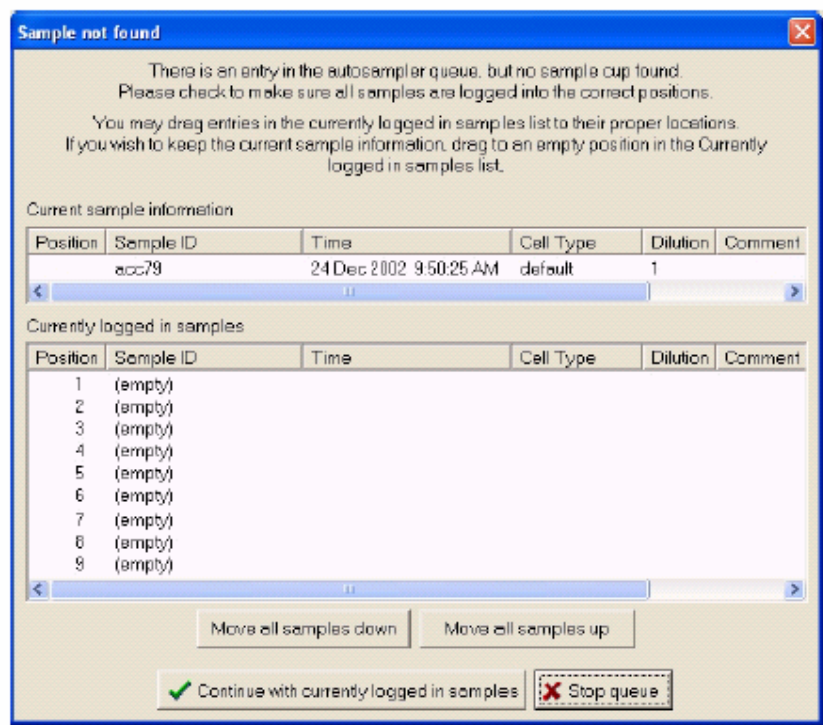 Sample not found
There is an entry in the autosampler queue, but no sample cup found.
Please check to make sure all samples are logged into the correct positions.
You may drag entries in the currently logged in samples list to their proper locations.
If you wish to keep the current sample information, drag to an empty position in the Currently
logged in samples list.
Current sample information
Position Sample ID Time Cell Type Dilution Comment
acc79 24 Dec 2002 9:50:25 AM default 1
Currently logged in samples
Position Sample ID Time Cell Type Dilution Comment
1 (empty)
2 (empty)
3 (empty)
4 (empty)
5 (empty)
6 (empty)
7 (empty)
8 (empty)
9 (empty)
Move all samples down Move all samples up
Continue with currently logged in samples Stop queue